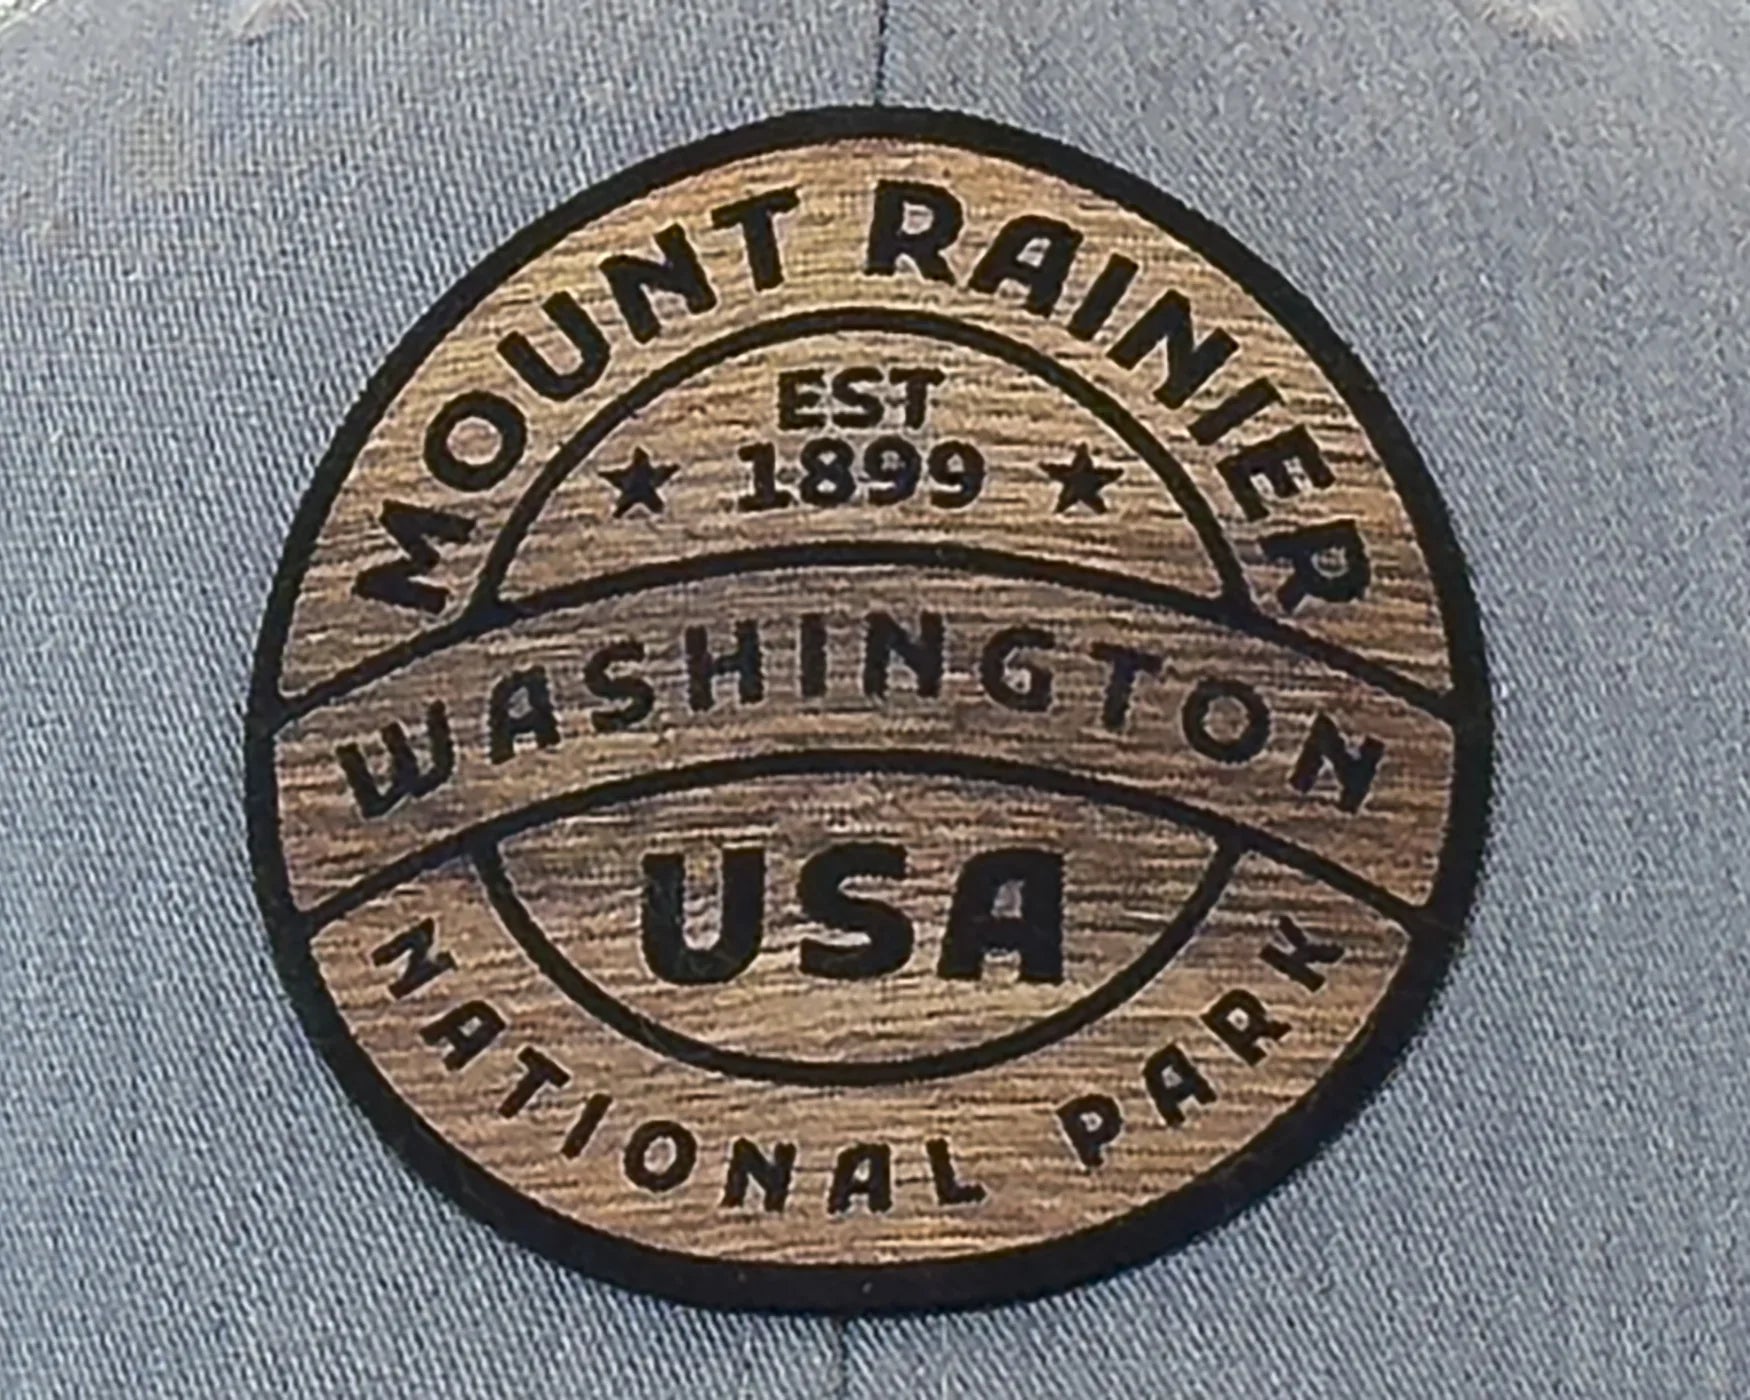 MOUNT RAINIER
EST
1899
WASHINGTON
USA
NATIONAL PARK